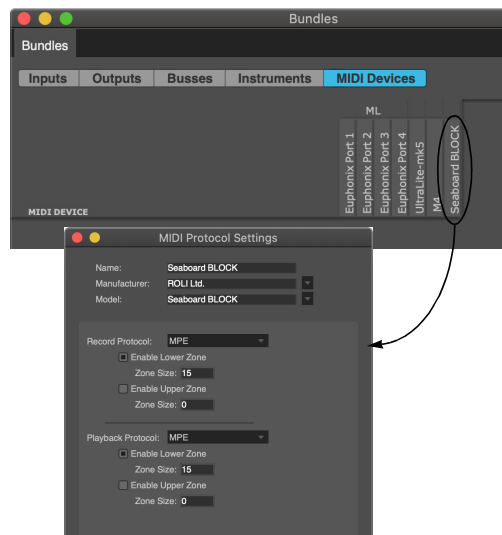 Bundles
Bundles
Inputs Outputs Busses Instruments MIDI Devices
ML
Euphonix Port 1
Euphonix Port 2
Euphonix Port 3
Euphonix Port 4
UltraLite-mk5
M4
Seaboard BLOCK
MIDI DEVICE
MIDI Protocol Settings
Name: Seaboard BLOCK
Manufacturer: ROLI Ltd.
Model: Seaboard BLOCK
Record Protocol: MPE
Enable Lower Zone
Zone Size: 15
Enable Upper Zone
Zone Size: 0
Playback Protocol: MPE
Enable Lower Zone
Zone Size: 15
Enable Upper Zone
Zone Size: 0